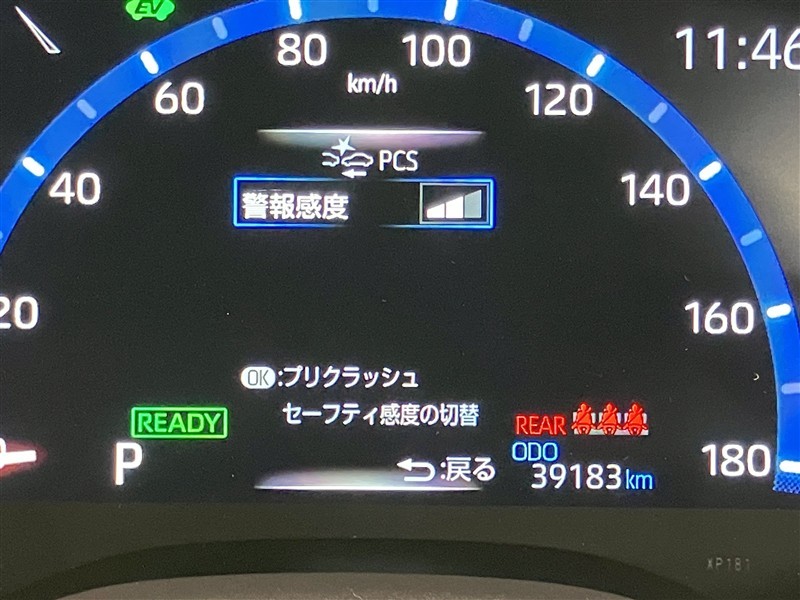 EV
80
100
11:46
km/h
60
120
PCS
40
警報感度
140
20
160
OK:プリクラッシュ
セーフティ感度の切替
READY
REAR
P
:戻る
ODO
39183km
180
0
XP181